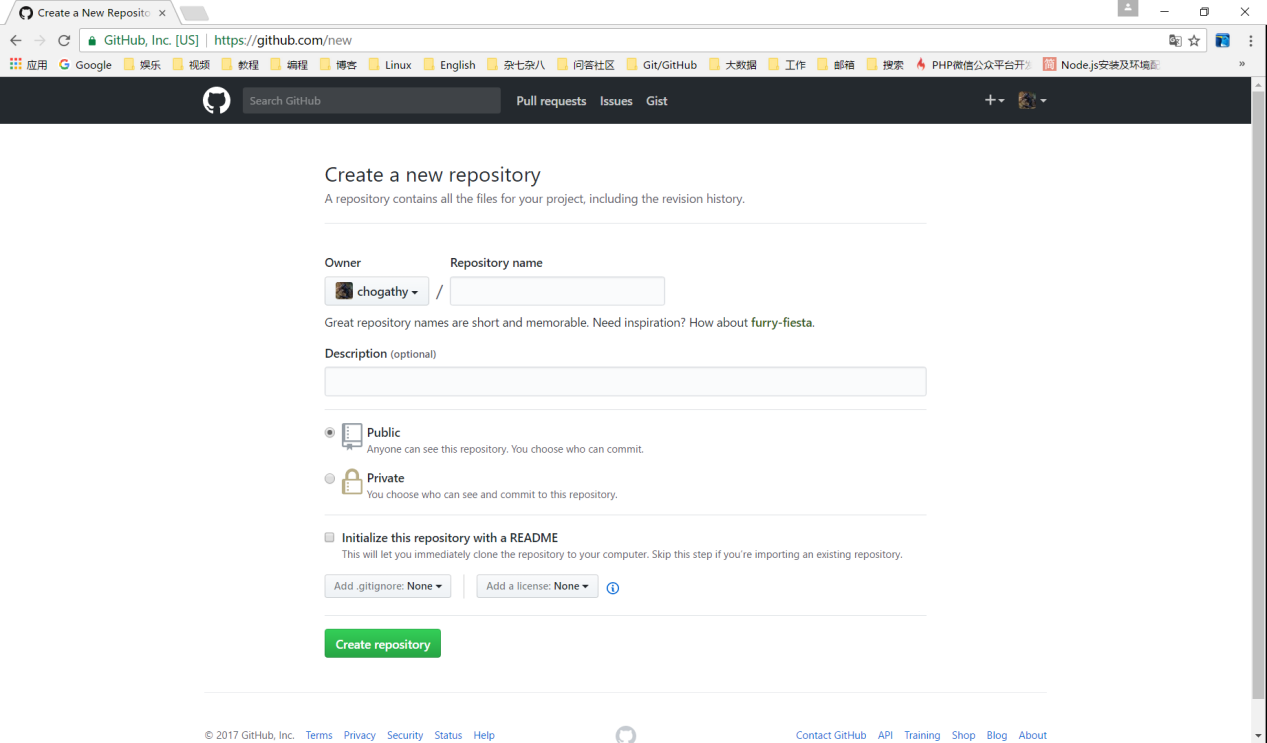 Create a New Reposito
GitHub, Inc. [US] | https://github.com/new
应用 Google 娱乐 视频 教程 编程 博客 Linux English 杂七杂八 问答社区 Git/GitHub 大数据 工作 邮箱 搜索 PHP微信公众平台开 Node.js安装及环境配 »
Search GitHub Pull requests Issues Gist
Create a new repository
A repository contains all the files for your project, including the revision history.
Owner Repository name
chogathy /
Great repository names are short and memorable. Need inspiration? How about furry-fiesta.
Description (optional)
Public
Anyone can see this repository. You choose who can commit.
Private
You choose who can see and commit to this repository.
Initialize this repository with a README
This will let you immediately clone the repository to your computer. Skip this step if you’re importing an existing repository.
Add .gitignore: None Add a license: None
Create repository
© 2017 GitHub, Inc. Terms Privacy Security Status Help Contact GitHub API Training Shop Blog About